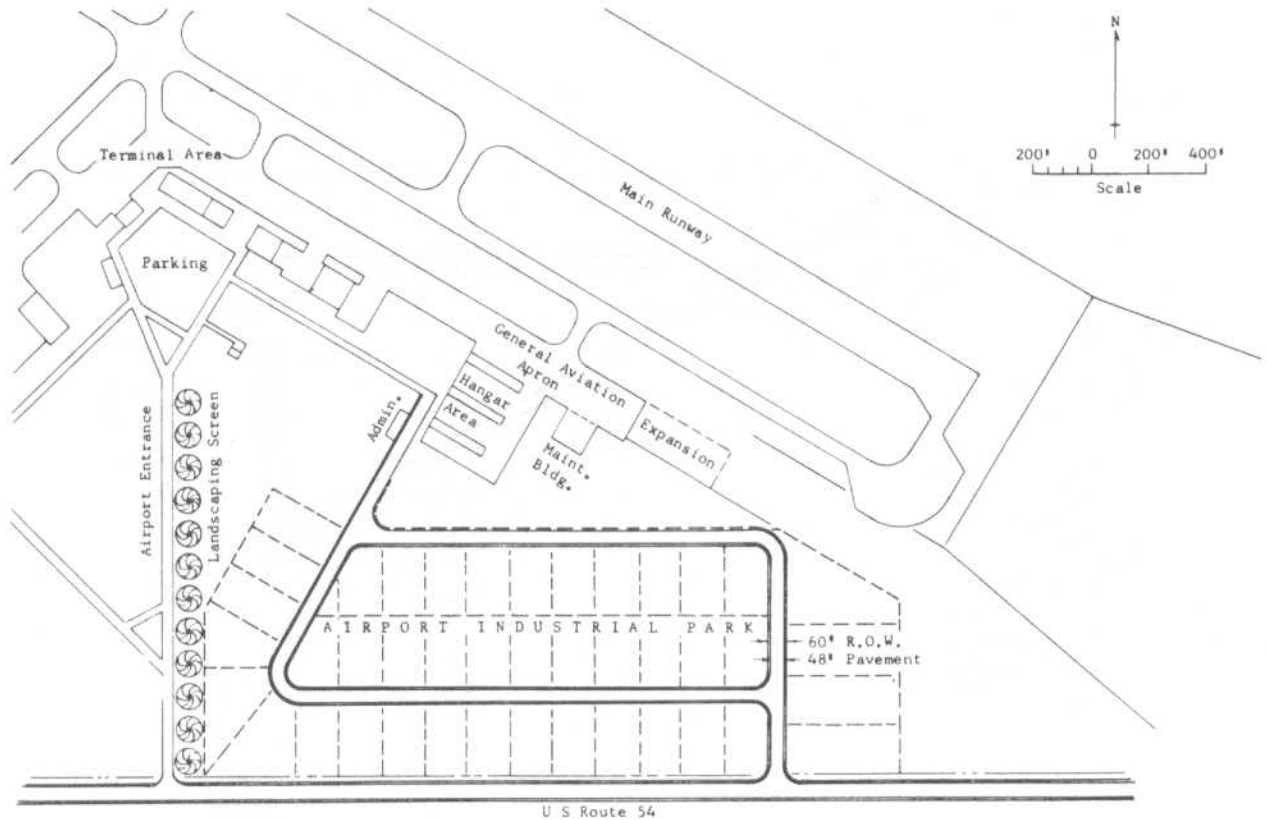 N
200' 0 200' 400'
Scale
Terminal Area
Main Runway
Parking
General Aviation
Apron
Hangar
Area
Admin.
Expansion
Maint.
Bldg.
Airport Entrance
Landscaping Screen
AIRPORT INDUSTRIAL PARK
60' R.O.W.
48' Pavement
U S Route 54